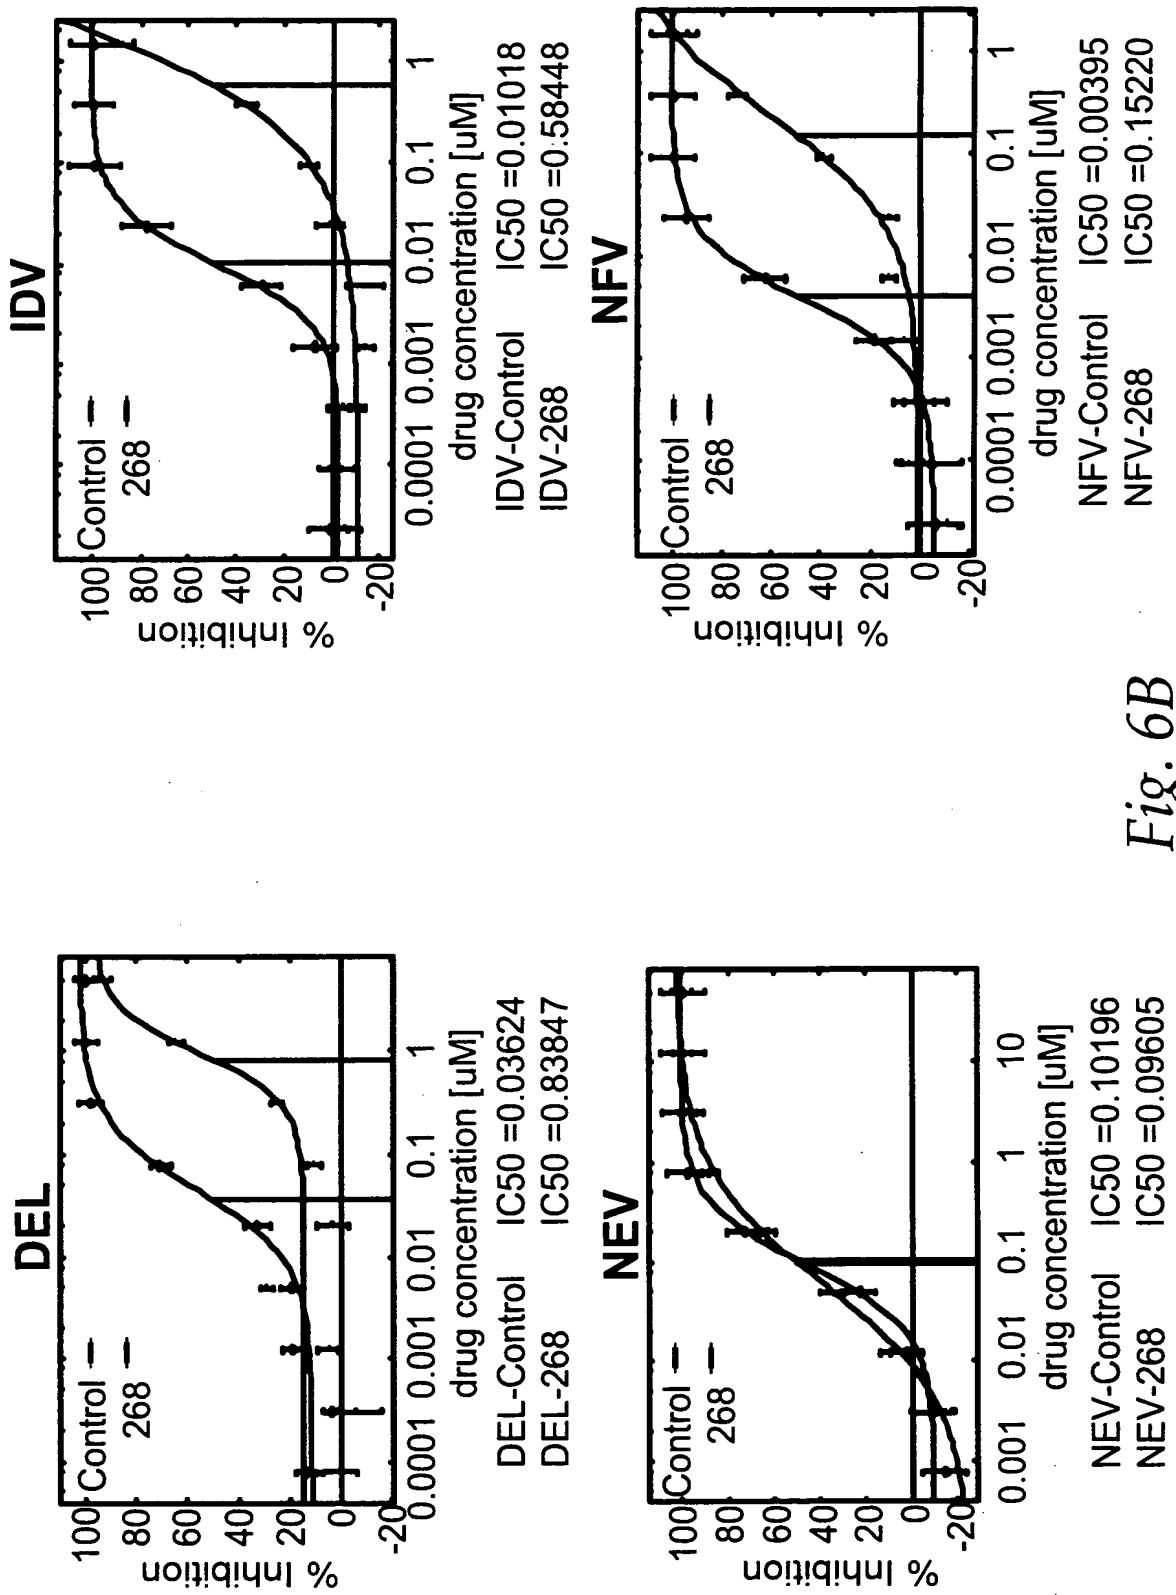 DEL
% Inhibition
100
80
60
40
20
0
-20
Control
268
0.0001 0.001 0.01 0.1 1
drug concentration [uM]
DEL-Control IC50 =0.03624
DEL-268 IC50 =0.83847
IDV
% Inhibition
100
80
60
40
20
0
-20
Control
268
0.0001 0.001 0.01 0.1 1
drug concentration [uM]
IDV-Control IC50 =0.01018
IDV-268 IC50 =0.58448
NEV
% Inhibition
100
80
60
40
20
0
-20
Control
268
0.001 0.01 0.1 1 10
drug concentration [uM]
NEV-Control IC50 =0.10196
NEV-268 IC50 =0.09605
NFV
% Inhibition
100
80
60
40
20
0
-20
Control
268
0.0001 0.001 0.01 0.1 1
drug concentration [uM]
NFV-Control IC50 =0.00395
NFV-268 IC50 =0.15220
Fig. 6B